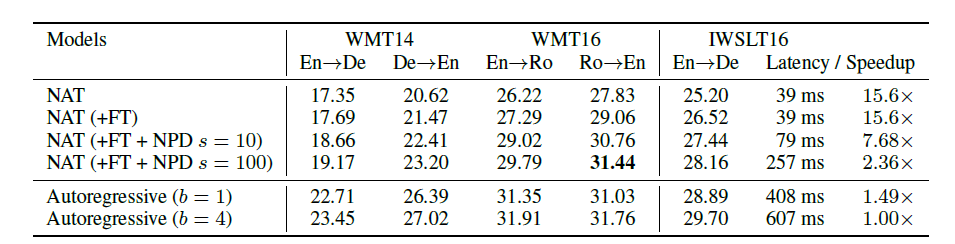 Models WMT14 WMT16 IWSLT16
En→De De→En En→Ro Ro→En En→De Latency / Speedup
NAT 17.35 20.62 26.22 27.83 25.20 39 ms 15.6×
NAT (+FT) 17.69 21.47 27.29 29.06 26.52 39 ms 15.6×
NAT (+FT + NPD s = 10) 18.66 22.41 29.02 30.76 27.44 79 ms 7.68×
NAT (+FT + NPD s = 100) 19.17 23.20 29.79 31.44 28.16 257 ms 2.36×
Autoregressive (b = 1) 22.71 26.39 31.35 31.03 28.89 408 ms 1.49×
Autoregressive (b = 4) 23.45 27.02 31.91 31.76 29.70 607 ms 1.00×